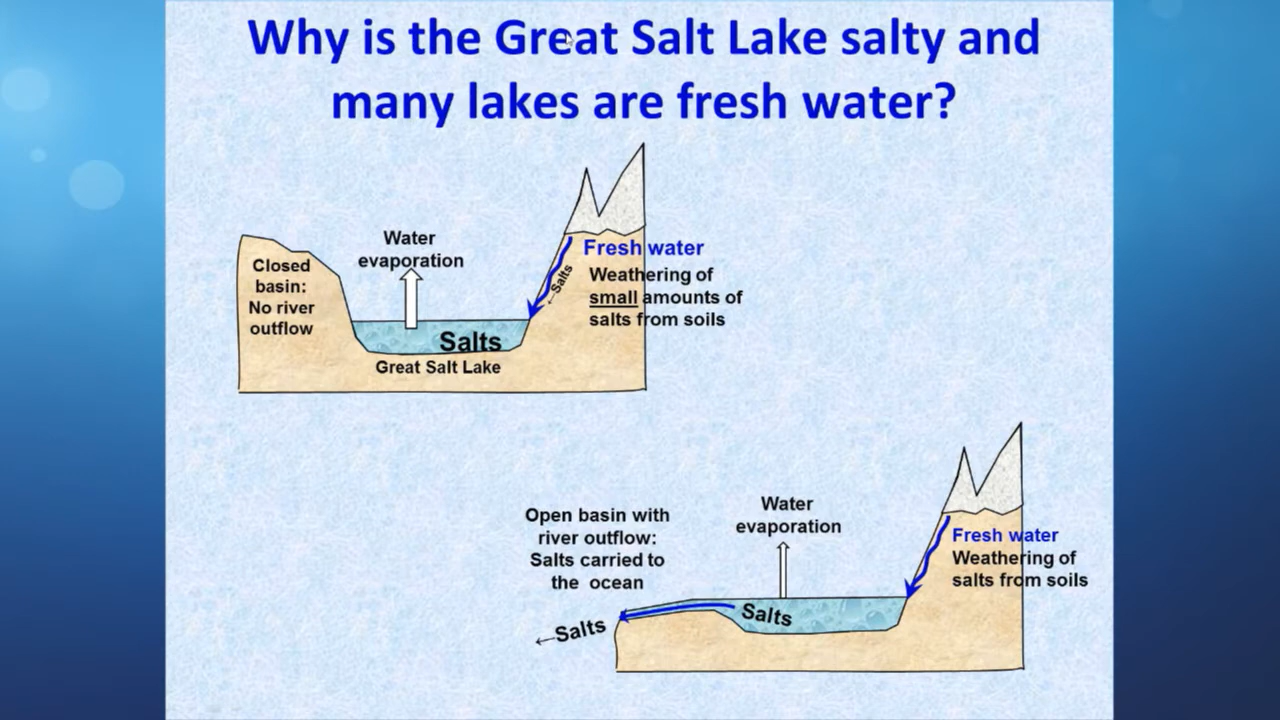 Why is the Great Salt Lake salty and
many lakes are fresh water?
Closed
basin:
No river
outflow
Water
evaporation
←Salts
Fresh water
Weathering of
small amounts of
salts from soils
Salts
Great Salt Lake
Open basin with
river outflow:
Salts carried to
the ocean
Water
evaporation
Fresh water
Weathering of
salts from soils
Salts
←Salts